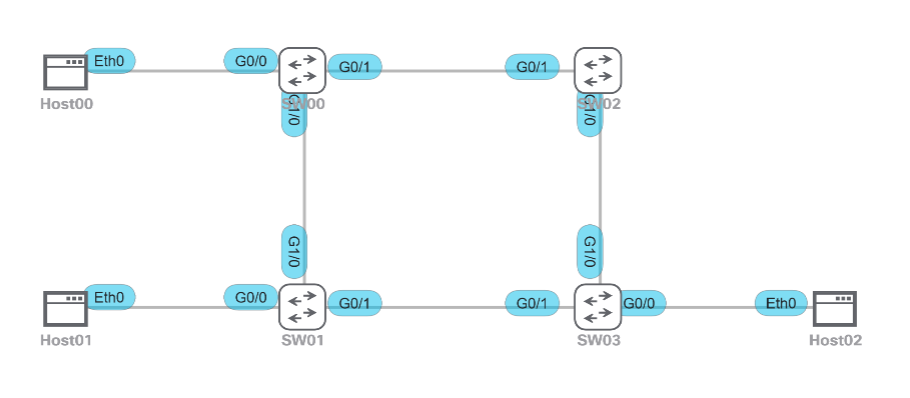 Eth0
G0/0
G0/1
G0/1
Host00
SW00
SW02
G1/0
G1/0
G1/0
G1/0
Eth0
G0/0
G0/1
G0/1
G0/0
Eth0
Host01
SW01
SW03
Host02